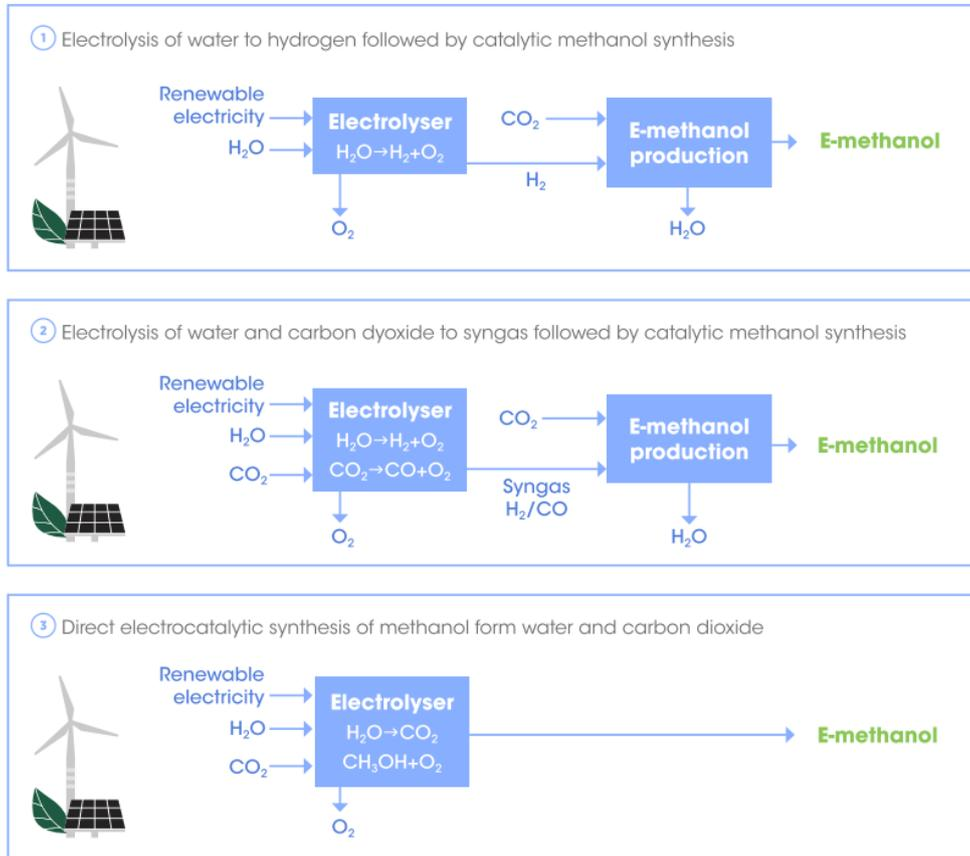 1 Electrolysis of water to hydrogen followed by catalytic methanol synthesis
Renewable
electricity
H₂O
Electrolyser
H₂O→H₂+O₂
O₂
CO₂
H₂
E-methanol
production
H₂O
E-methanol
2 Electrolysis of water and carbon dyoxide to syngas followed by catalytic methanol synthesis
Renewable
electricity
H₂O
CO₂
Electrolyser
H₂O→H₂+O₂
CO₂→CO+O₂
O₂
CO₂
Syngas
H₂/CO
E-methanol
production
H₂O
E-methanol
3 Direct electrocatalytic synthesis of methanol form water and carbon dioxide
Renewable
electricity
H₂O
CO₂
Electrolyser
H₂O→CO₂
CH₃OH+O₂
O₂
E-methanol